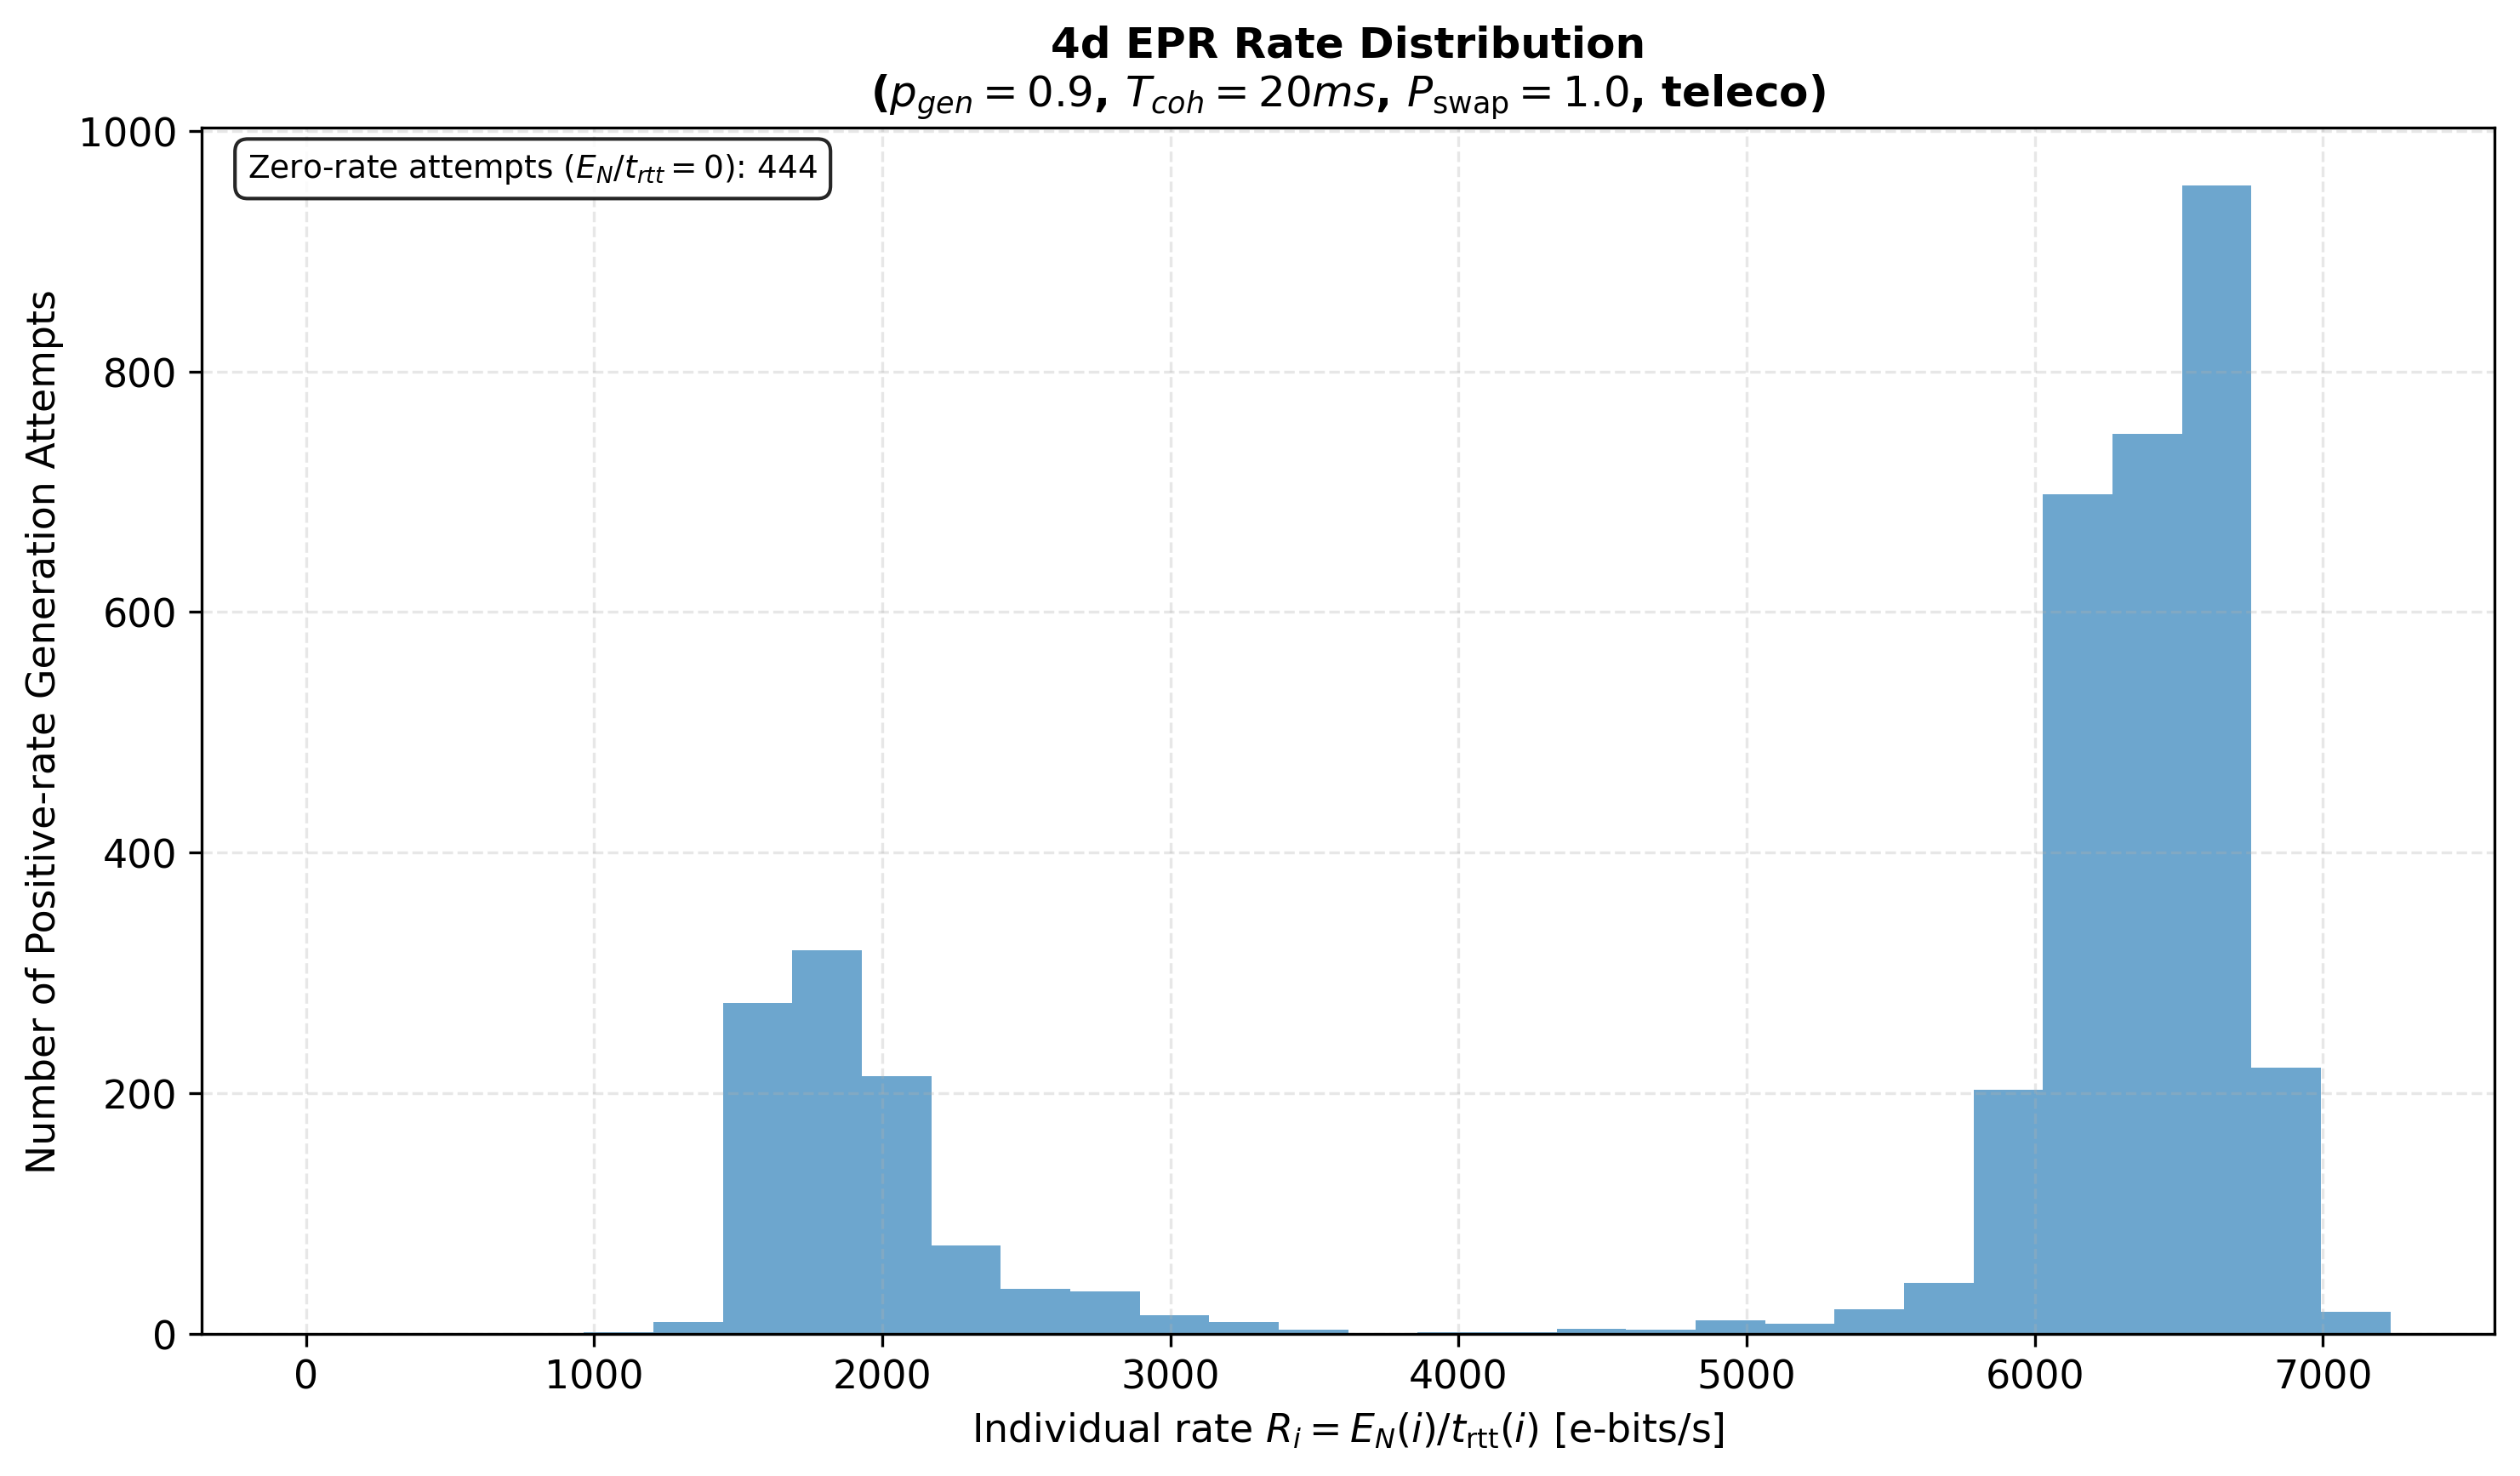 4d EPR Rate Distribution
(p_gen = 0.9, T_coh = 20ms, P_swap = 1.0, teleco)
Zero-rate attempts (E_N/t_rtt = 0): 444
Number of Positive-rate Generation Attempts
1000
800
600
400
200
0
0 1000 2000 3000 4000 5000 6000 7000
Individual rate R_i = E_N(i)/t_rtt(i) [e-bits/s]